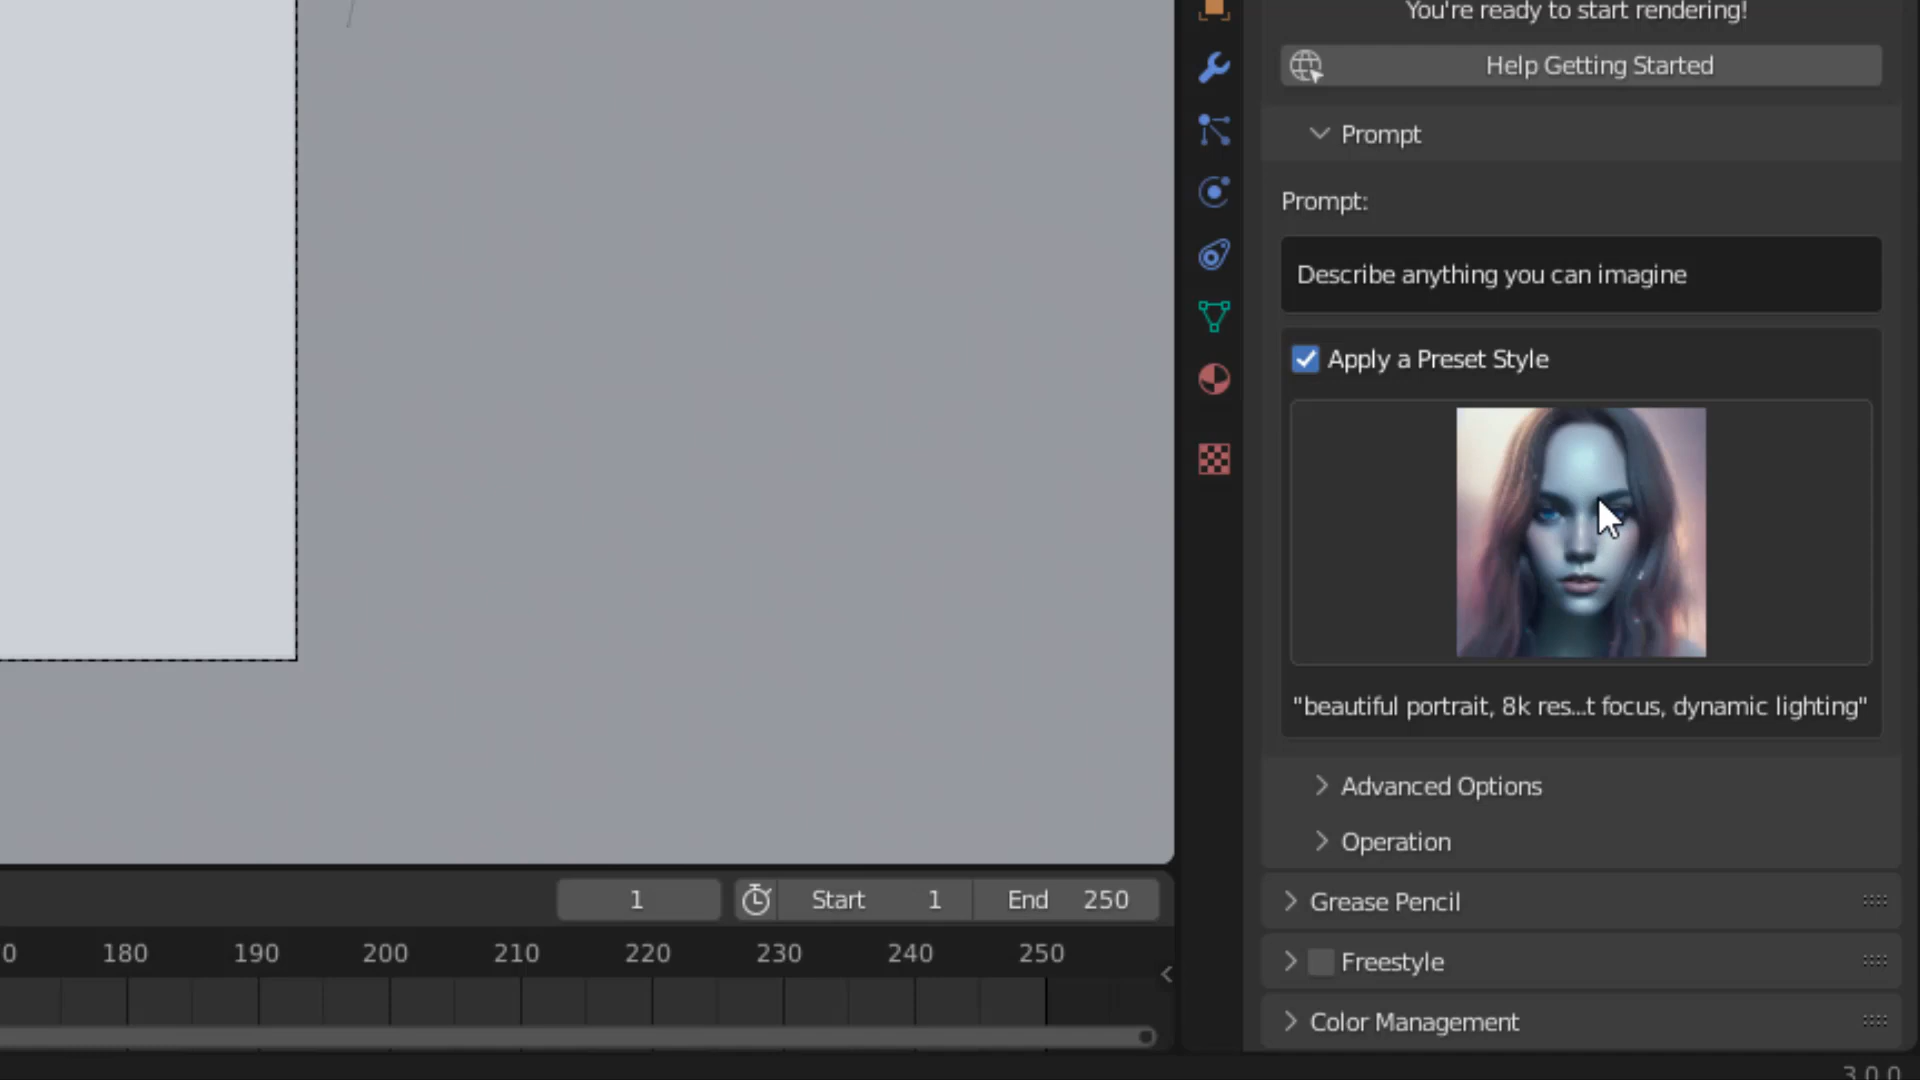 You're ready to start rendering!
Help Getting Started
Prompt
Prompt:
Describe anything you can imagine
Apply a Preset Style
"beautiful portrait, 8k res...t focus, dynamic lighting"
Advanced Options
Operation
Grease Pencil
Freestyle
Color Management
1
Start 1
End 250
0 180 190 200 210 220 230 240 250
3.0.0